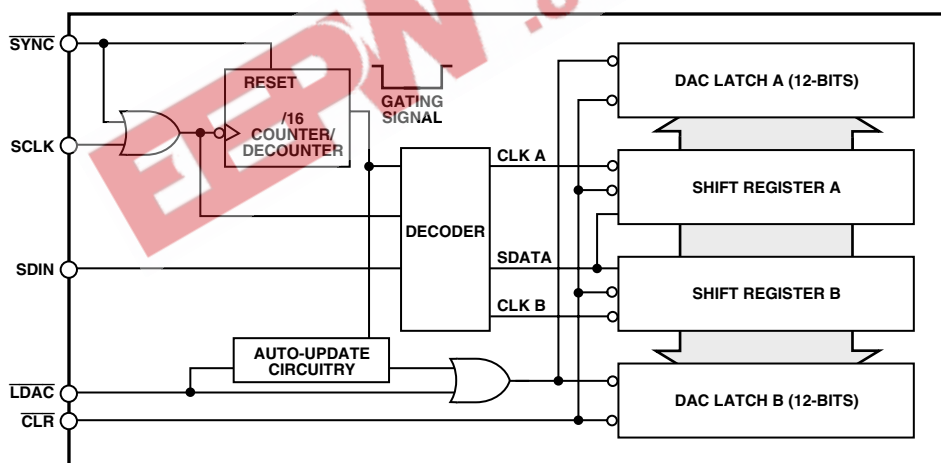 SYNC
SCLK
SDIN
LDAC
CLR
RESET
/16
COUNTER/
DECOUNTER
GATING
SIGNAL
DECODER
CLK A
SDATA
CLK B
AUTO-UPDATE
CIRCUITRY
DAC LATCH A (12-BITS)
SHIFT REGISTER A
SHIFT REGISTER B
DAC LATCH B (12-BITS)
EEPW